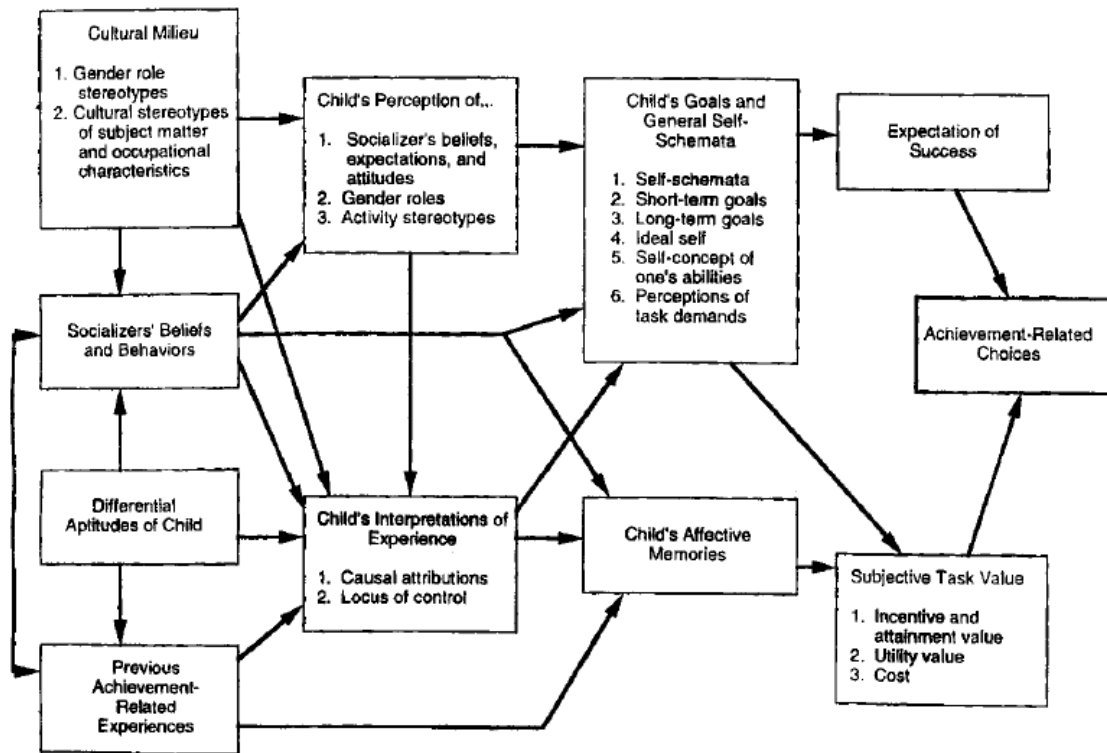 Cultural Milieu
1. Gender role
stereotypes
2. Cultural stereotypes
of subject matter
and occupational
characteristics
Child's Perception of...
1. Socializer's beliefs,
expectations, and
attitudes
2. Gender roles
3. Activity stereotypes
Child's Goals and
General Self-
Schemata
1. Self-schemata
2. Short-term goals
3. Long-term goals
4. Ideal self
5. Self-concept of
one's abilities
6. Perceptions of
task demands
Expectation of
Success
Socializers' Beliefs
and Behaviors
Achievement-Related
Choices
Differential
Aptitudes of Child
Child's Interpretations of
Experience
1. Causal attributions
2. Locus of control
Child's Affective
Memories
Subjective Task Value
1. Incentive and
attainment value
2. Utility value
3. Cost
Previous
Achievement-
Related
Experiences